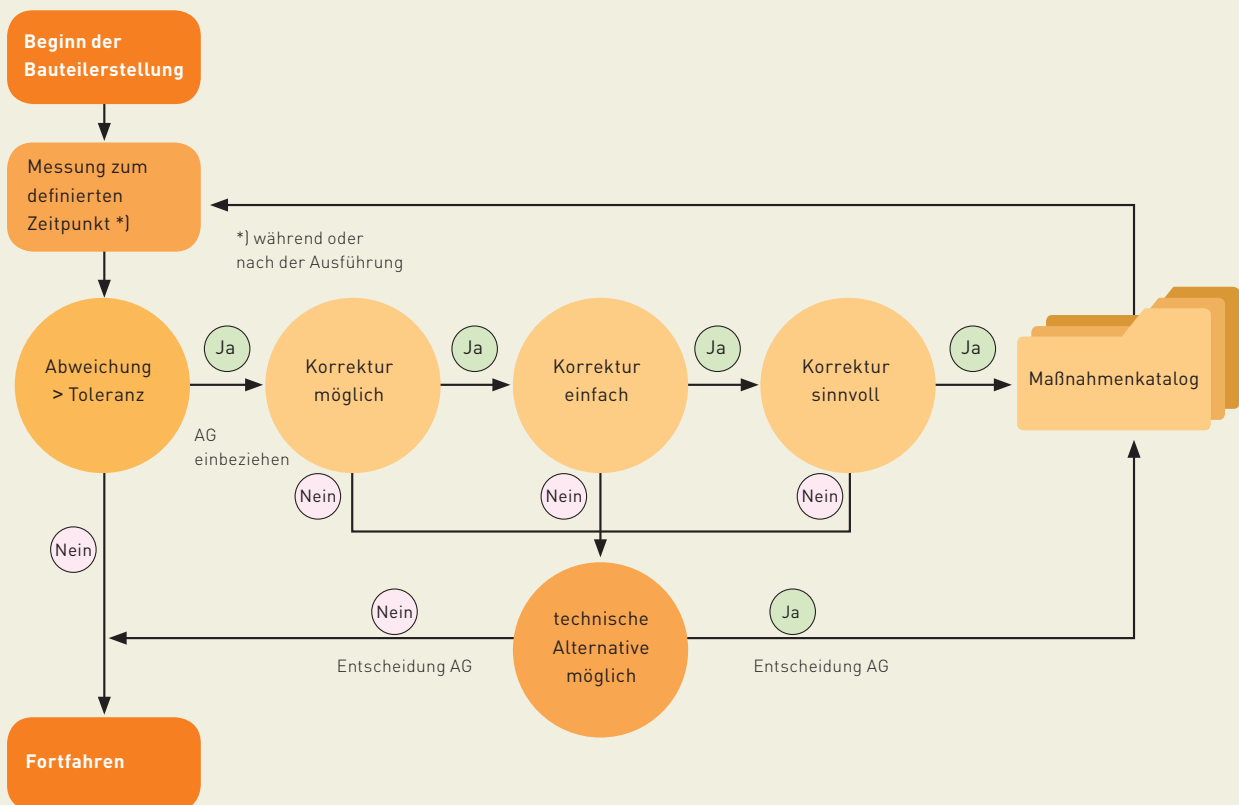 Beginn der
Bauteilerstellung
Messung zum
definierten
Zeitpunkt *)
*) während oder
nach der Ausführung
Abweichung
> Toleranz
Ja
AG
einbeziehen
Korrektur
möglich
Ja
Korrektur
einfach
Ja
Korrektur
sinnvoll
Ja
Maßnahmenkatalog
Nein
Nein
Nein
Nein
technische
Alternative
möglich
Nein
Entscheidung AG
Ja
Entscheidung AG
Fortfahren